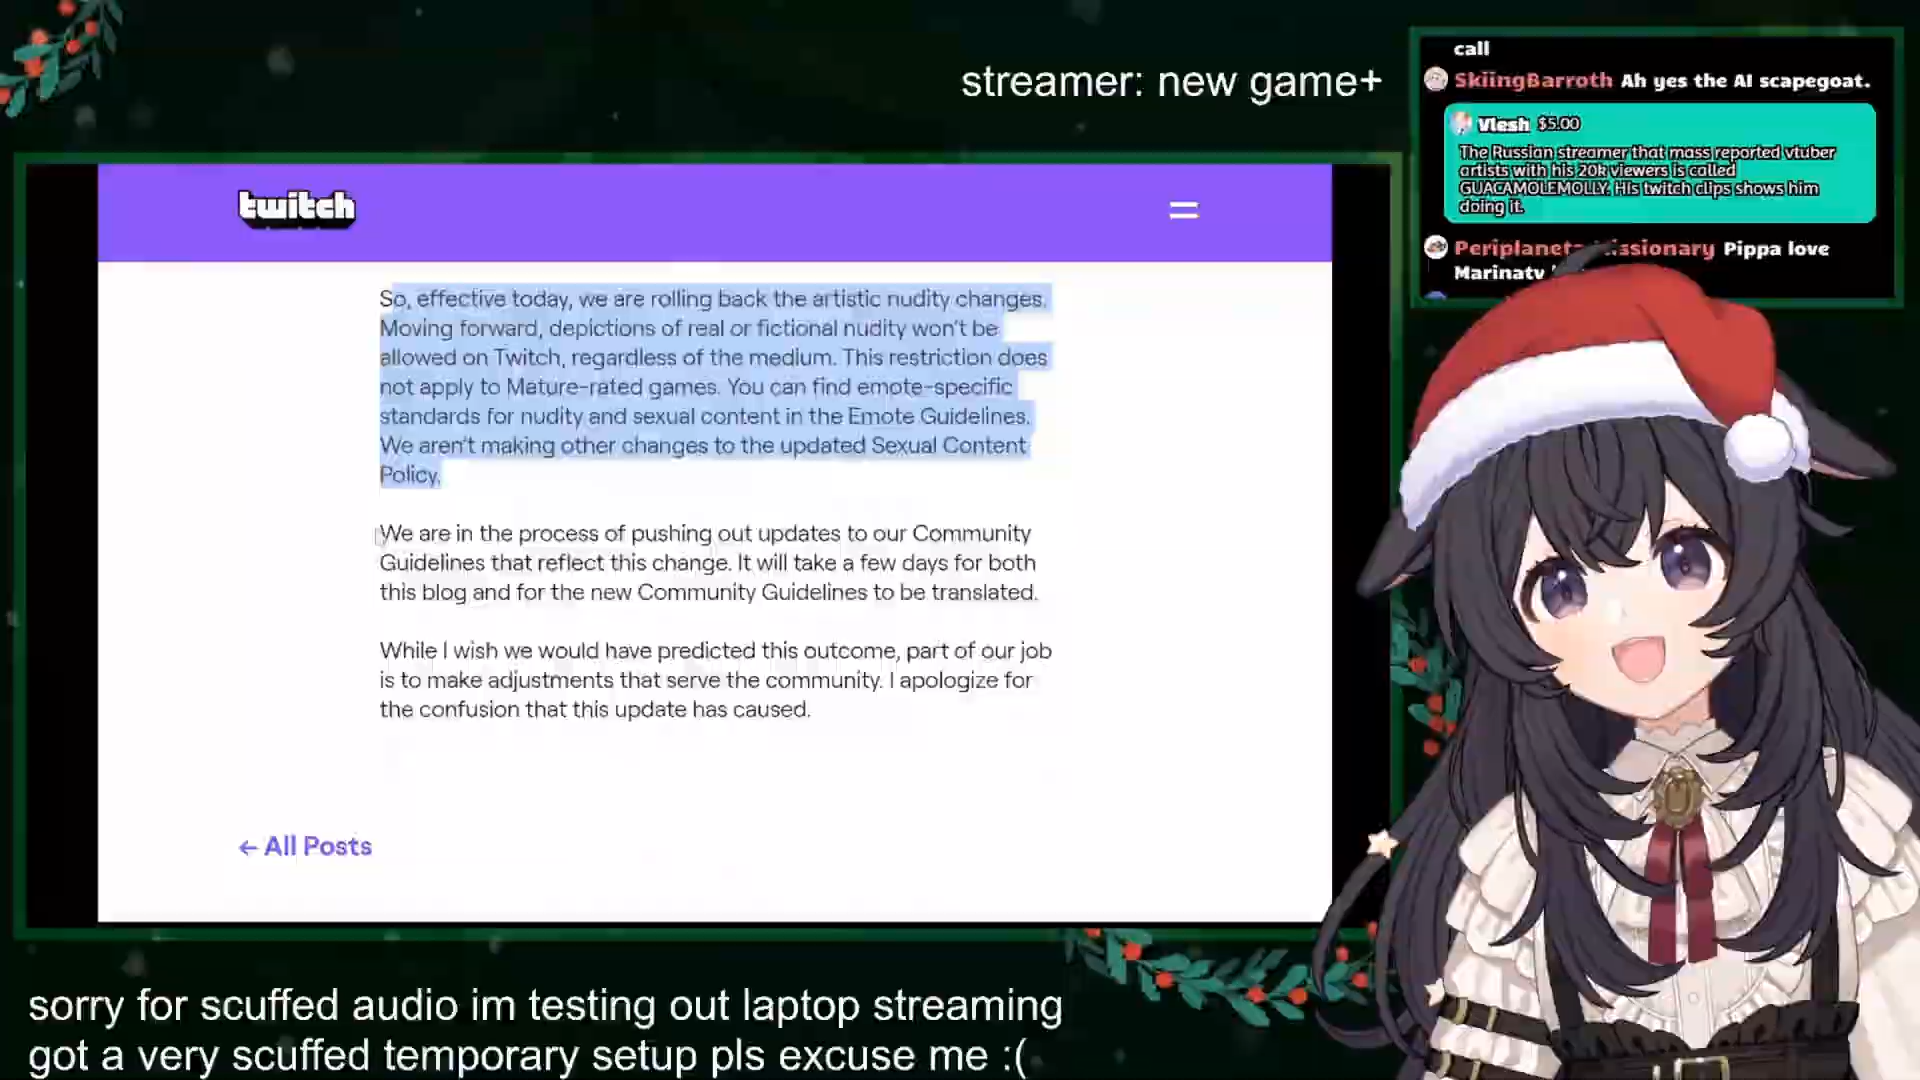 streamer: new game+
call
SkiingBarroth Ah yes the AI scapegoat.
Vlesh $5.00
The Russian streamer that mass reported vtuber
artists with his 20k viewers is called
GUACAMOLEMOLLY. His twitch clips shows him
doing it.
Pippa love
Marinatv
twitch
So, effective today, we are rolling back the artistic nudity changes.
Moving forward, depictions of real or fictional nudity won't be
allowed on Twitch, regardless of the medium. This restriction does
not apply to Mature-rated games. You can find emote-specific
standards for nudity and sexual content in the Emote Guidelines.
We aren't making other changes to the updated Sexual Content
Policy.
We are in the process of pushing out updates to our Community
Guidelines that reflect this change. It will take a few days for both
this blog and for the new Community Guidelines to be translated.
While I wish we would have predicted this outcome, part of our job
is to make adjustments that serve the community. I apologize for
the confusion that this update has caused.
← All Posts
sorry for scuffed audio im testing out laptop streaming
got a very scuffed temporary setup pls excuse me :(